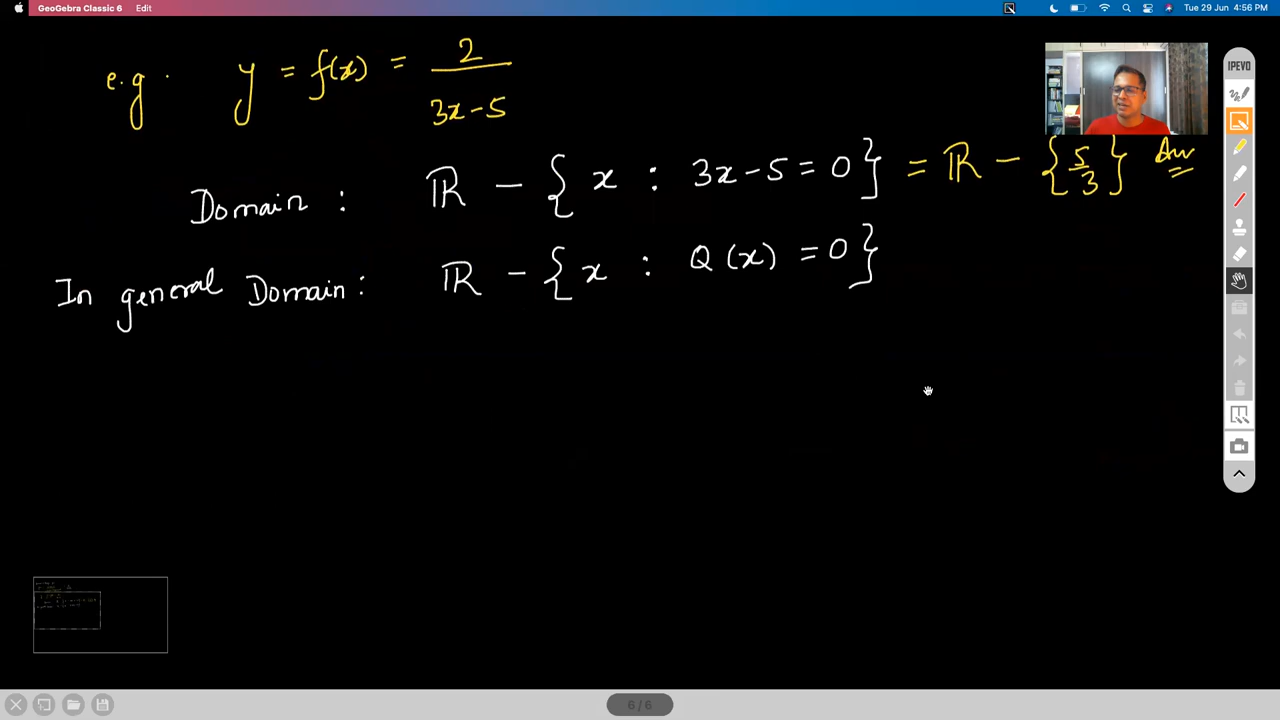 GeoGebra Classic 6 Edit Tue 29 Jun 4:56 PM
IPEVO
e.g. y = f(x) = 2/(3x-5)
Domain : ℝ - {x : 3x-5=0} = ℝ - {5/3} Ans
In general Domain : ℝ - {x : Q(x) = 0}
6 / 6